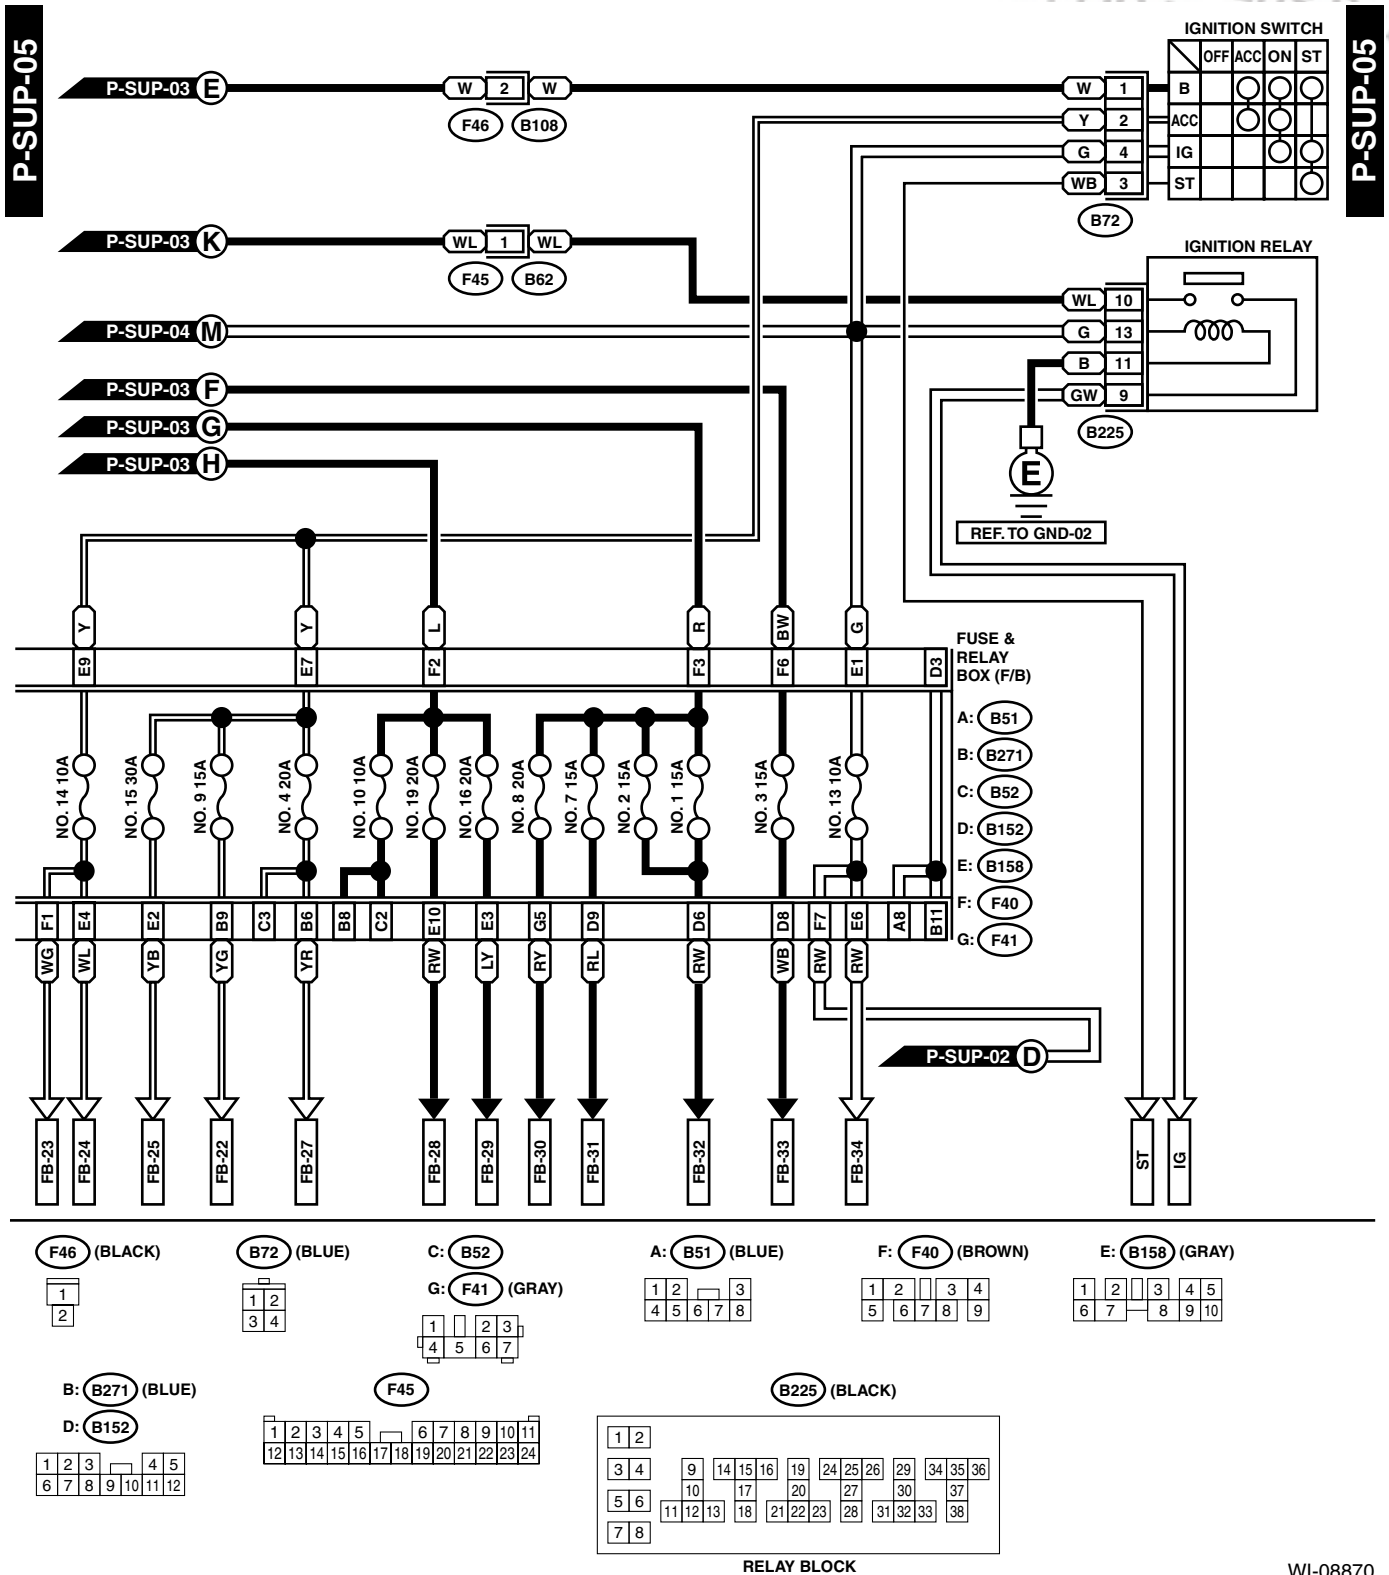 P-SUP-05
P-SUP-05
IGNITION SWITCH
OFF ACC ON ST
B
ACC
IG
ST
P-SUP-03 E W 2 W W 1
F46 B108
Y 2
G 4
WB 3
B72
P-SUP-03 K WL 1 WL
F45 B62
IGNITION RELAY
WL 10
P-SUP-04 M G 13
B 11
GW 9
B225
P-SUP-03 F
P-SUP-03 G
P-SUP-03 H
E
REF. TO GND-02
Y Y L R BW G
E9 E7 F2 F3 F6 E1 D3
FUSE &
RELAY
BOX (F/B)
A: B51
B: B271
C: B52
D: B152
E: B158
F: F40
G: F41
NO. 14 10A
NO. 15 30A
NO. 9 15A
NO. 4 20A
NO. 10 10A
NO. 19 20A
NO. 16 20A
NO. 8 20A
NO. 7 15A
NO. 2 15A
NO. 1 15A
NO. 3 15A
NO. 13 10A
F1 E4 E2 B9 C3 B6 B8 C2 E10 E3 G5 D9 D6 D8 F7 E6 A8 B11
WG WL YB YG YR RW LY RY RL RW WB RW RW
P-SUP-02 D
FB-23 FB-24 FB-25 FB-22 FB-27 FB-28 FB-29 FB-30 FB-31 FB-32 FB-33 FB-34 ST IG
F46 (BLACK)
1
2
B72 (BLUE)
1 2
3 4
C: B52
G: F41 (GRAY)
1 2 3
4 5 6 7
A: B51 (BLUE)
1 2 3
4 5 6 7 8
F: F40 (BROWN)
1 2 3 4
5 6 7 8 9
E: B158 (GRAY)
1 2 3 4 5
6 7 8 9 10
B: B271 (BLUE)
D: B152
1 2 3 4 5
6 7 8 9 10 11 12
F45
1 2 3 4 5 6 7 8 9 10 11
12 13 14 15 16 17 18 19 20 21 22 23 24
B225 (BLACK)
1 2
3 4 9 14 15 16 19 24 25 26 29 34 35 36
10 17 20 27 30 37
5 6 11 12 13 18 21 22 23 28 31 32 33 38
7 8
RELAY BLOCK
WI-08870